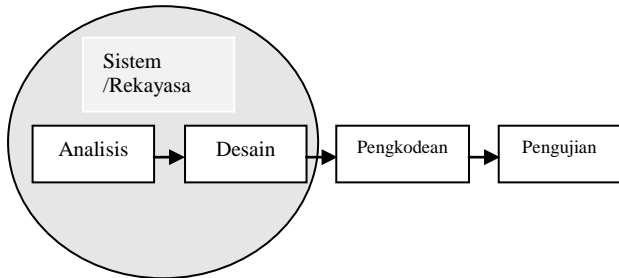 Sistem
/Rekayasa
Analisis
Desain
Pengkodean
Pengujian